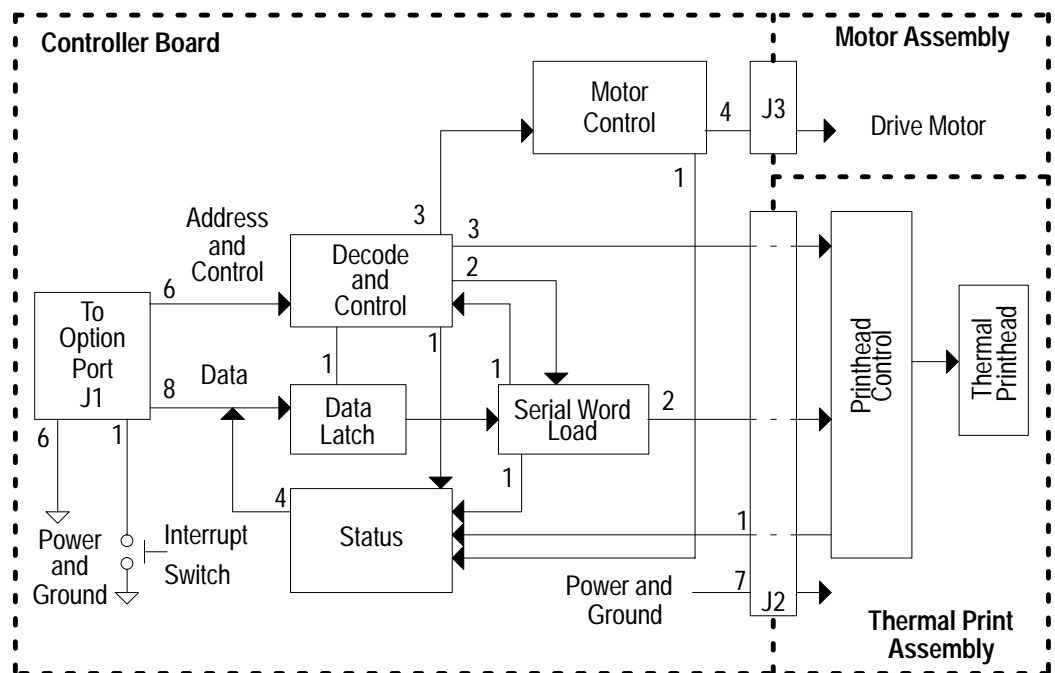 Controller Board
Motor Assembly
Motor
Control
4
J3
Drive Motor
1
3
Address
and
Control
6
Decode
and
Control
3
2
To
Option
Port
J1
8
Data
1
1
1
Data
Latch
Serial Word
Load
2
Printhead
Control
Thermal
Printhead
6
1
4
1
Status
1
Power
and
Ground
Interrupt
Switch
Power and
Ground
7
J2
Thermal Print
Assembly